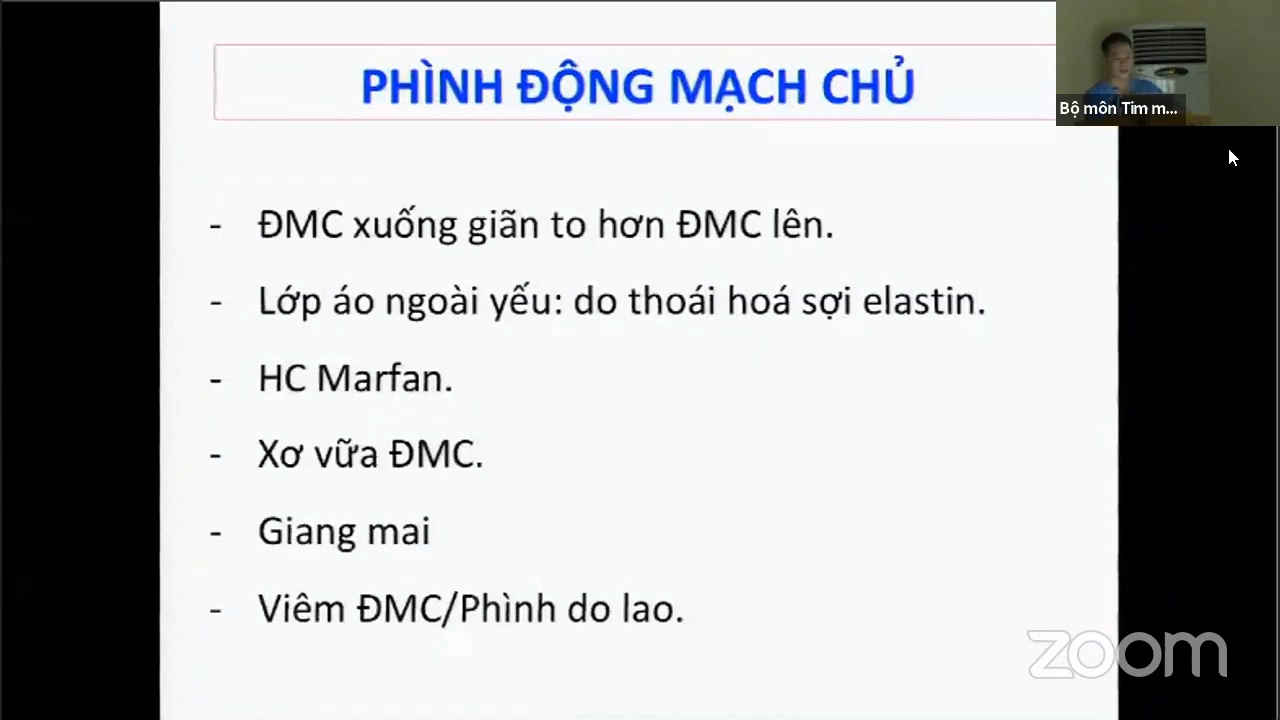 PHÌNH ĐỘNG MẠCH CHỦ
Bộ môn Tim m...
- ĐMC xuống giãn to hơn ĐMC lên.
- Lớp áo ngoài yếu: do thoái hoá sợi elastin.
- HC Marfan.
- Xơ vữa ĐMC.
- Giang mai
- Viêm ĐMC/Phình do lao.
zoom